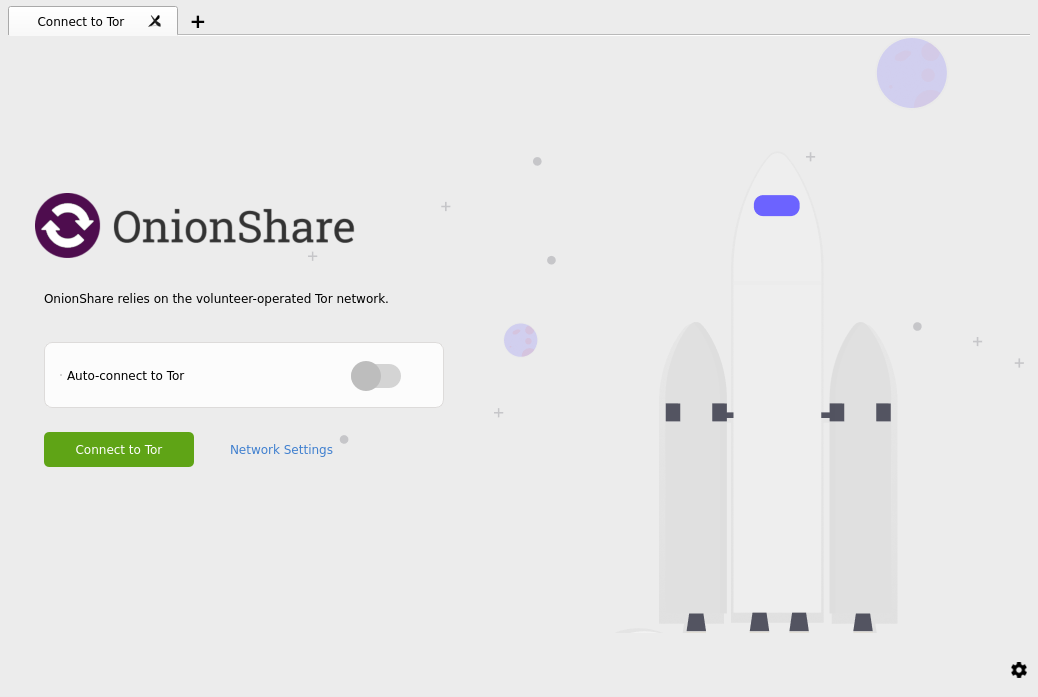 Connect to Tor
OnionShare
OnionShare relies on the volunteer-operated Tor network.
Auto-connect to Tor
Connect to Tor
Network Settings